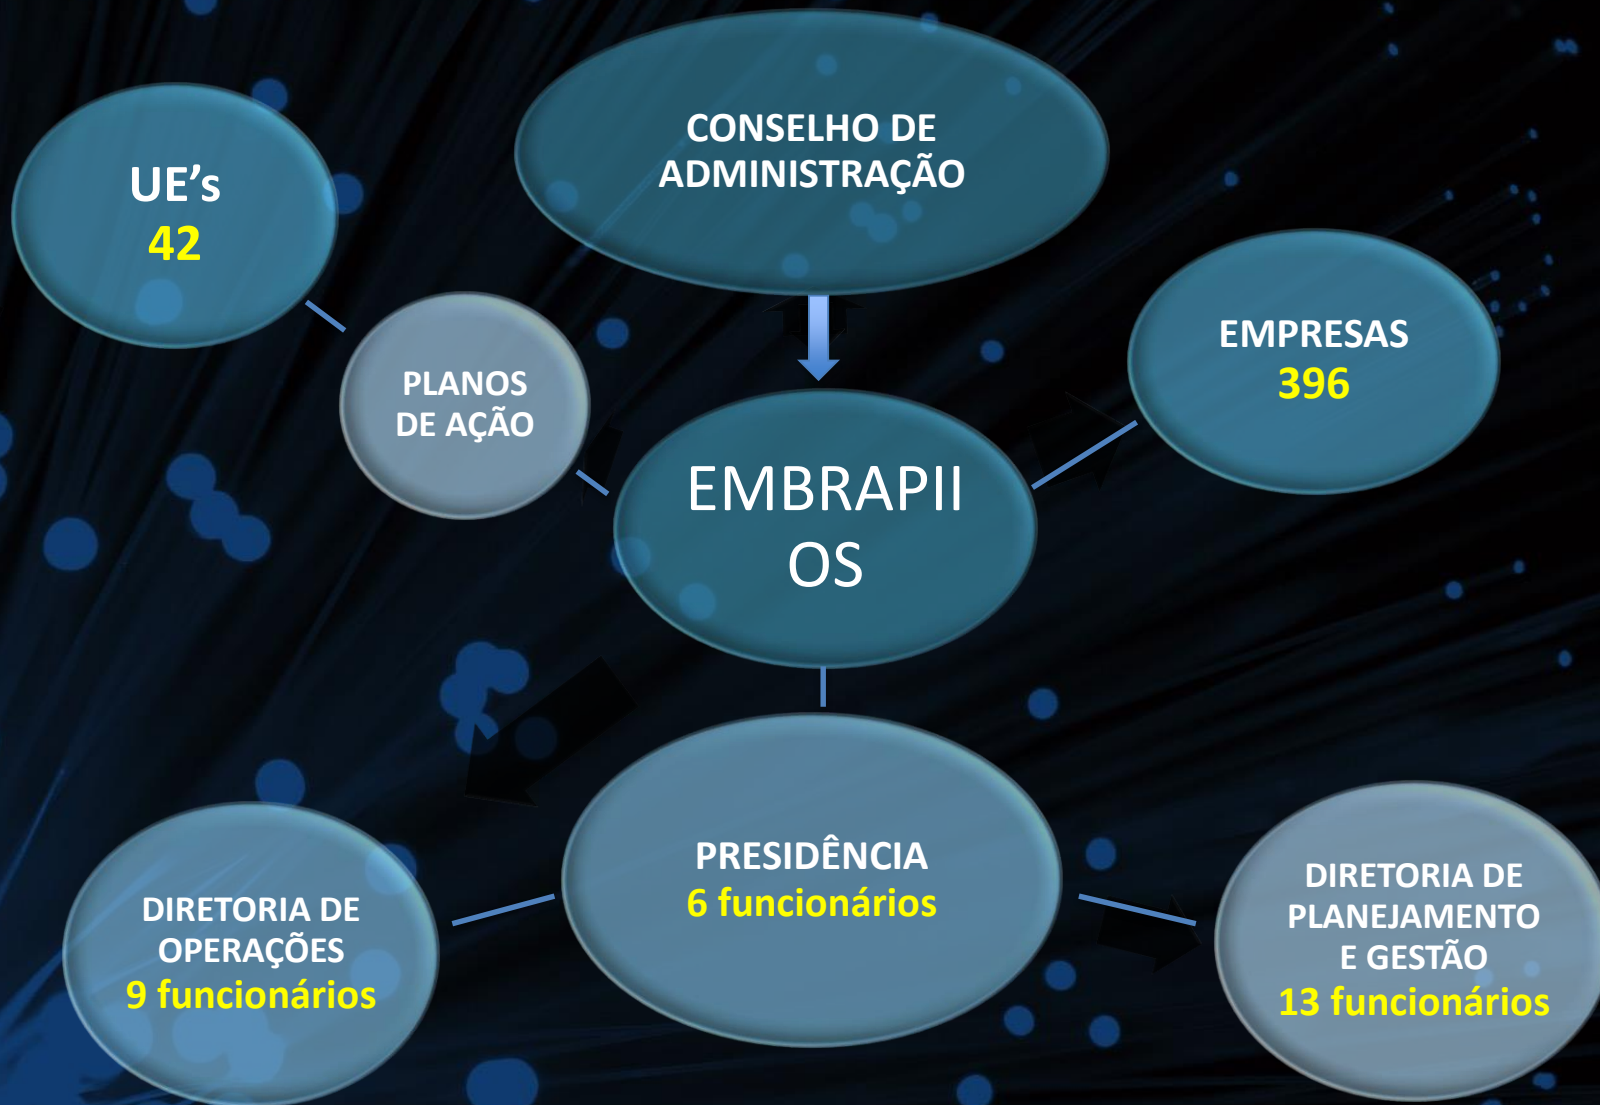 CONSELHO DE
ADMINISTRAÇÃO
UE’s
42
EMPRESAS
396
PLANOS
DE AÇÃO
EMBRAPII
OS
PRESIDÊNCIA
6 funcionários
DIRETORIA DE
OPERAÇÕES
9 funcionários
DIRETORIA DE
PLANEJAMENTO
E GESTÃO
13 funcionários